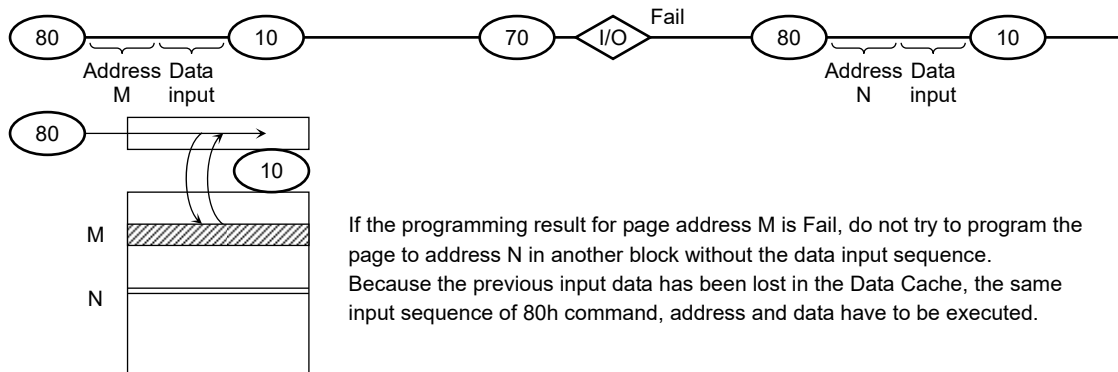 Fail
80
10
70
I/O
80
10
Address
M
Data
input
Address
N
Data
input
80
10
M
N
If the programming result for page address M is Fail, do not try to program the
page to address N in another block without the data input sequence.
Because the previous input data has been lost in the Data Cache, the same
input sequence of 80h command, address and data have to be executed.